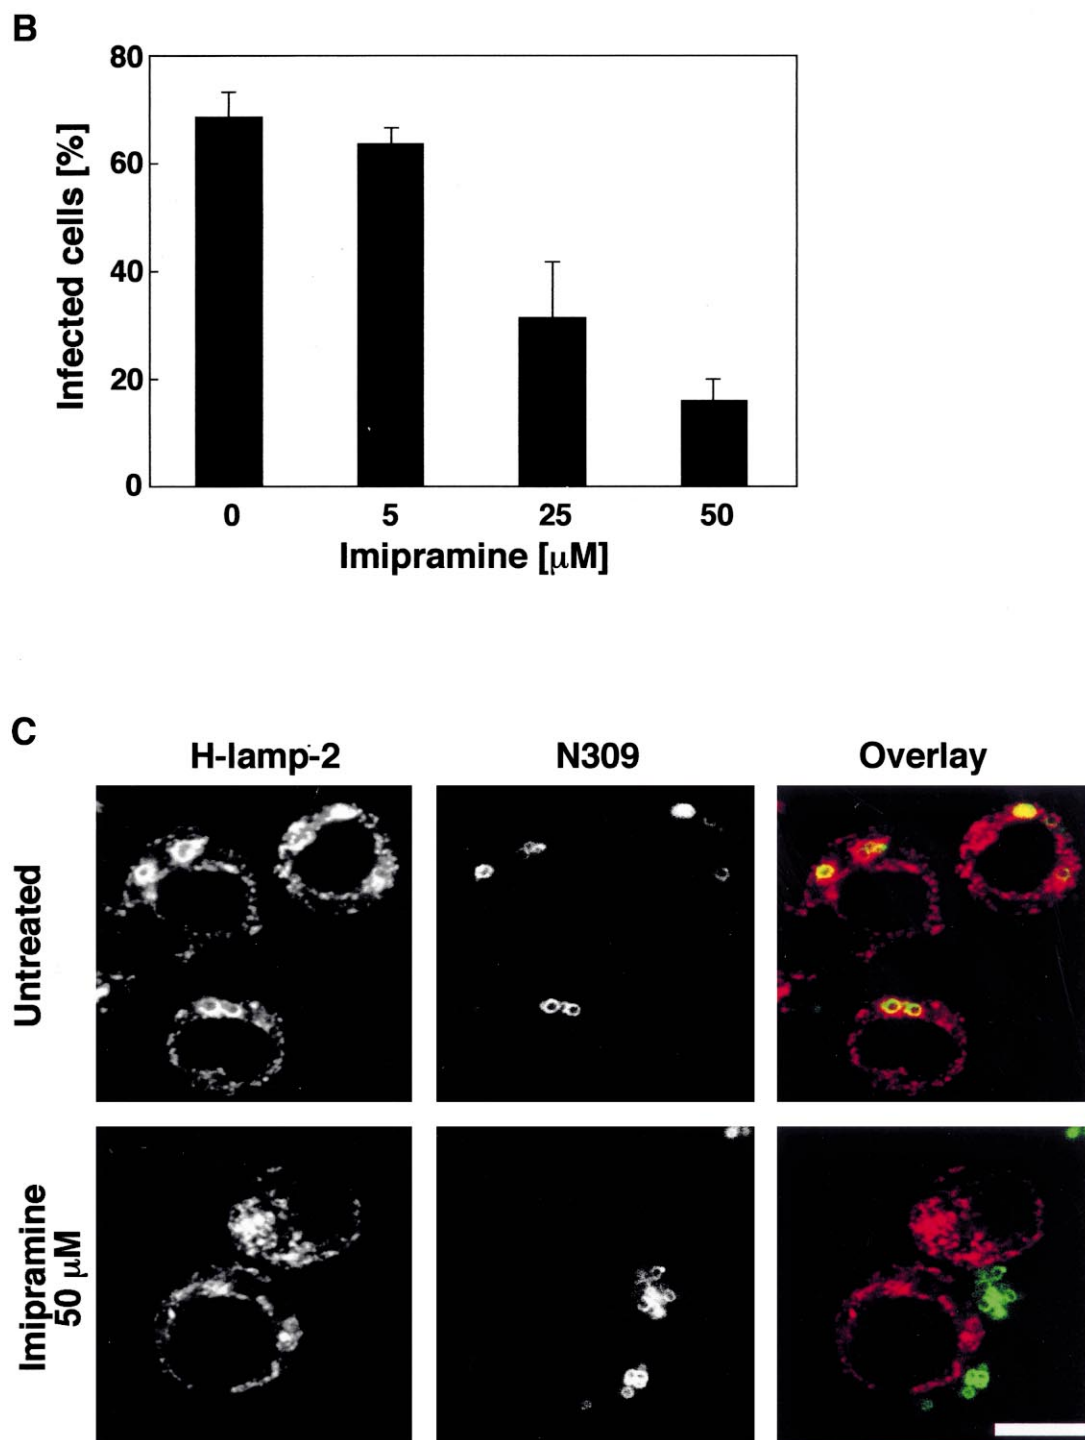 B
80
60
40
20
0
Infected cells [%]
0 5 25 50
Imipramine [μM]
C
H-lamp-2 N309 Overlay
Untreated
Imipramine
50 μM